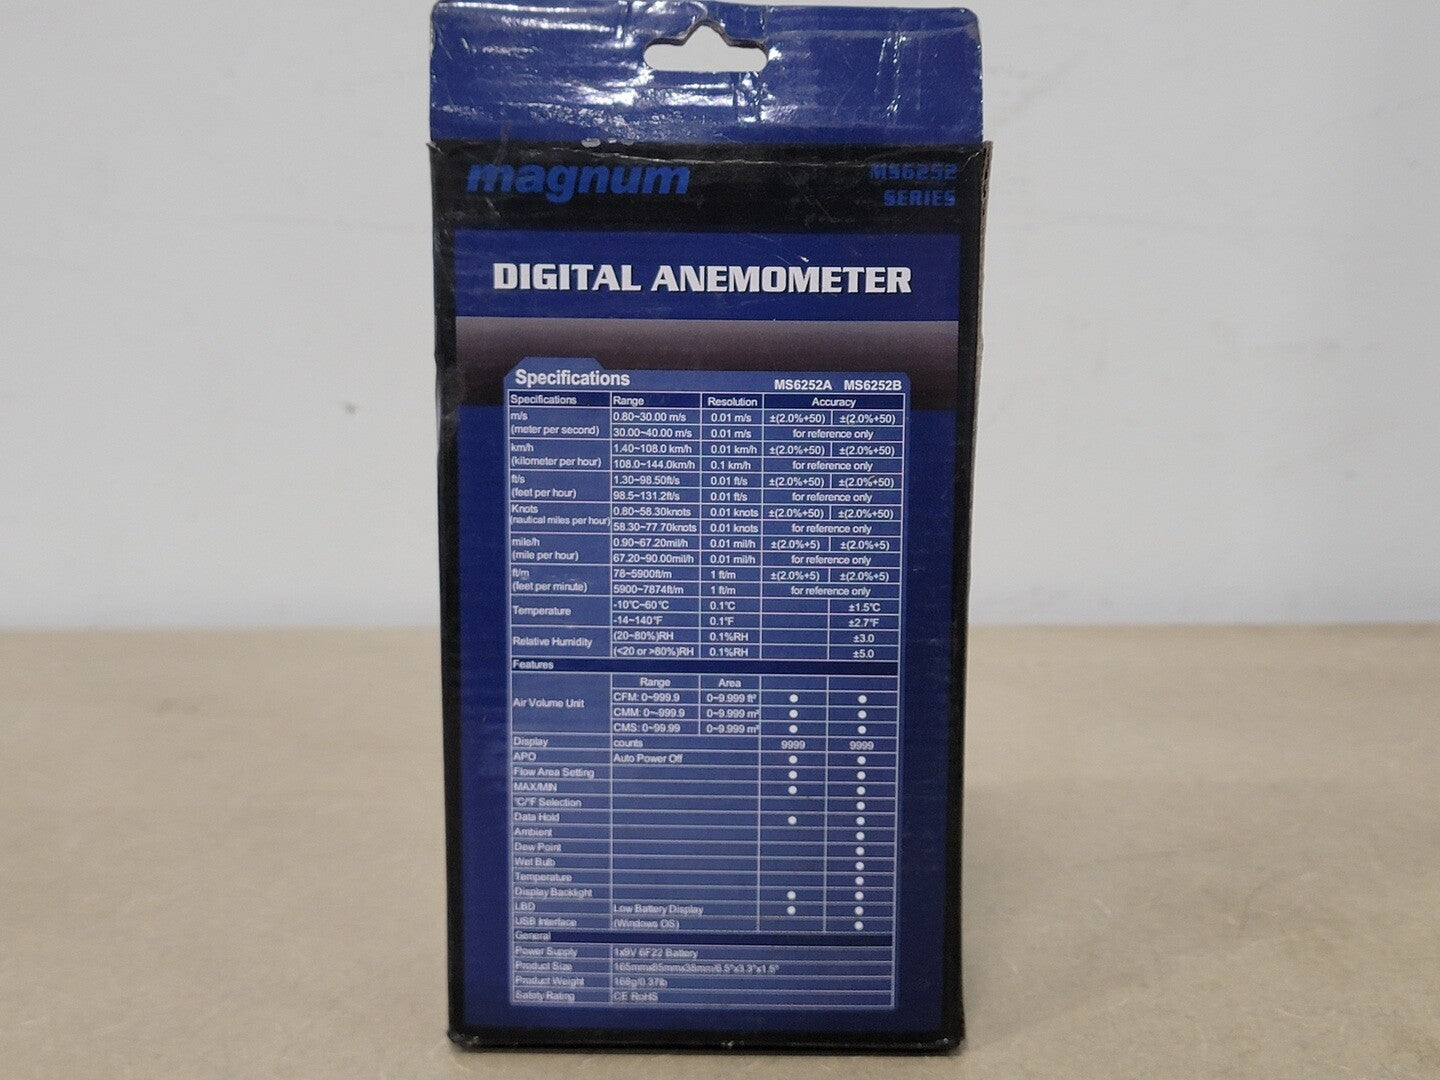 magnum
MS6252
SERIES
DIGITAL ANEMOMETER
Specifications MS6252A MS6252B
Specifications Range Resolution Accuracy
m/s (meter per second) 0.80~30.00 m/s 0.01 m/s ±(2.0%+50) ±(2.0%+50)
30.00~40.00 m/s 0.01 m/s for reference only
km/h (kilometer per hour) 1.40~108.0 km/h 0.01 km/h ±(2.0%+50) ±(2.0%+50)
108.0~144.0km/h 0.1 km/h for reference only
ft/s (feet per hour) 1.30~98.50ft/s 0.01 ft/s ±(2.0%+50) ±(2.0%+50)
98.5~131.2ft/s 0.01 ft/s for reference only
Knots (nautical miles per hour) 0.80~58.30knots 0.01 knots ±(2.0%+50) ±(2.0%+50)
58.30~77.70knots 0.01 knots for reference only
mile/h (mile per hour) 0.90~67.20mil/h 0.01 mil/h ±(2.0%+5) ±(2.0%+5)
67.20~90.00mil/h 0.01 mil/h for reference only
ft/m (feet per minute) 78~5900ft/m 1 ft/m ±(2.0%+5) ±(2.0%+5)
5900~7874ft/m 1 ft/m for reference only
Temperature -10℃~60℃ 0.1℃ ±1.5℃
-14~140℉ 0.1℉ ±2.7℉
Relative Humidity (20~80%)RH 0.1%RH ±3.0
(<20 or >80%)RH 0.1%RH ±5.0
Features
Air Volume Unit Range Area
CFM: 0~999.9 0~9.999 ft² ● ●
CMM: 0~999.9 0~9.999 m² ● ●
CMS: 0~99.99 0~9.999 m² ● ●
Display counts 9999 9999
APO Auto Power Off ● ●
Flow Area Setting ● ●
MAX/MIN ● ●
℃/℉ Selection ●
Data Hold ● ●
Ambient ●
Dew Point ●
Wet Bulb ●
Temperature ●
Display Backlight ● ●
LBD Low Battery Display ● ●
USB Interface (Windows OS) ●
General
Power Supply 1x9V 6F22 Battery
Product Size 165mmx85mmx38mm/6.5"x3.3"x1.5"
Product Weight 168g/0.37lb
Safety Rating CE RoHS